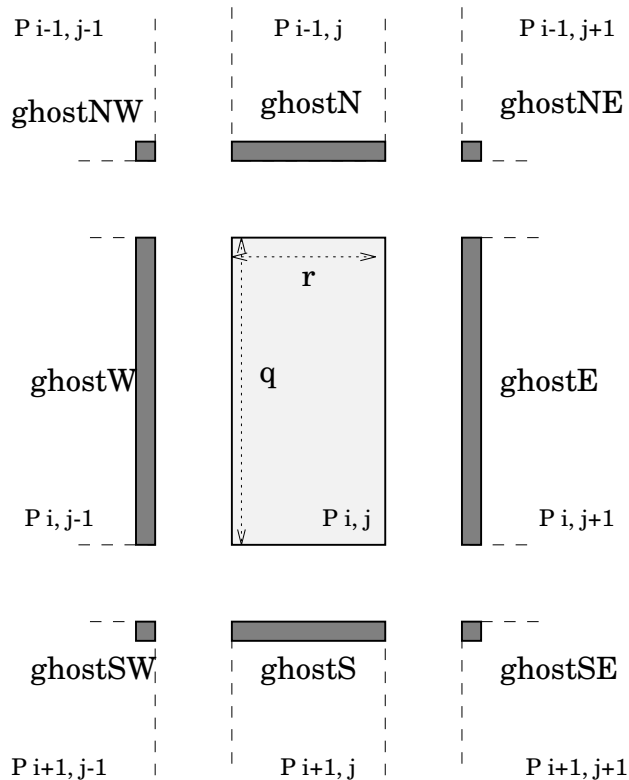 P i-1, j-1
P i-1, j
P i-1, j+1
ghostNW
ghostN
ghostNE
r
ghostW
q
ghostE
P i, j-1
P i, j
P i, j+1
ghostSW
ghostS
ghostSE
P i+1, j-1
P i+1, j
P i+1, j+1